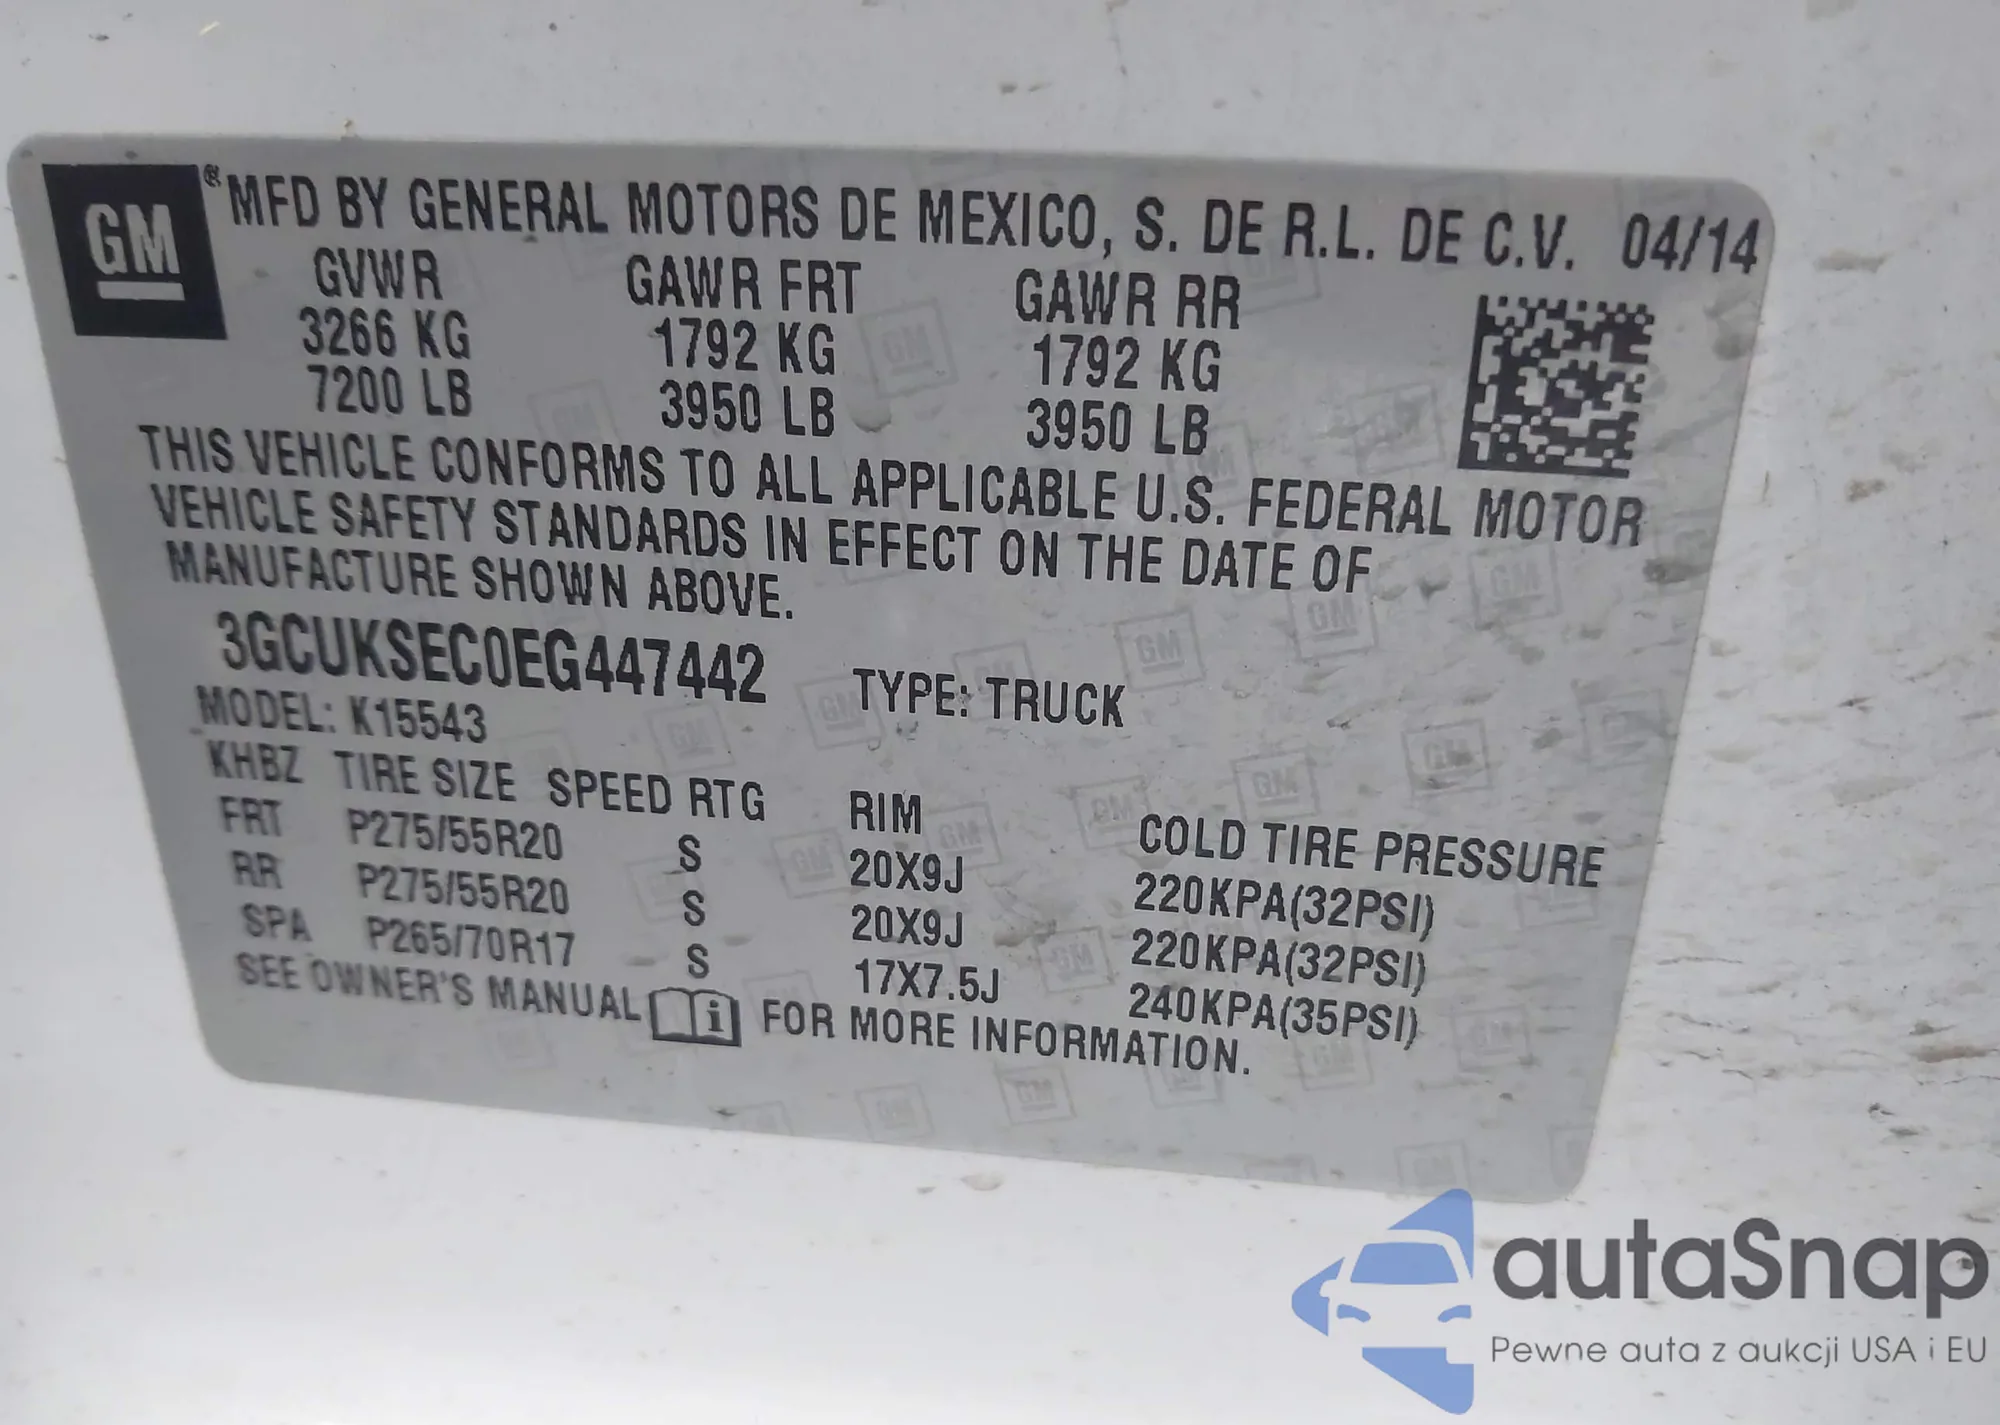 GM
® MFD BY GENERAL MOTORS DE MEXICO, S. DE R.L. DE C.V. 04/14
GVWR GAWR FRT GAWR RR
3266 KG 1792 KG 1792 KG
7200 LB 3950 LB 3950 LB
THIS VEHICLE CONFORMS TO ALL APPLICABLE U.S. FEDERAL MOTOR
VEHICLE SAFETY STANDARDS IN EFFECT ON THE DATE OF
MANUFACTURE SHOWN ABOVE.
3GCUKSEC0EG447442 TYPE: TRUCK
MODEL: K15543
KHBZ TIRE SIZE SPEED RTG RIM COLD TIRE PRESSURE
FRT P275/55R20 S 20X9J 220KPA(32PSI)
RR P275/55R20 S 20X9J 220KPA(32PSI)
SPA P265/70R17 S 17X7.5J 240KPA(35PSI)
SEE OWNER'S MANUAL i FOR MORE INFORMATION.
autaSnap
Pewne auta z aukcji USA i EU